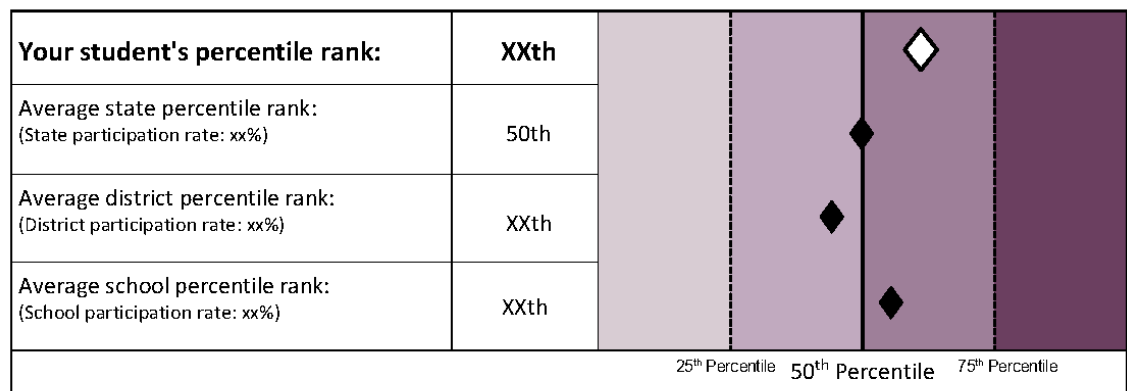 Your student's percentile rank:
XXth
Average state percentile rank:
(State participation rate: xx%)
50th
Average district percentile rank:
(District participation rate: xx%)
XXth
Average school percentile rank:
(School participation rate: xx%)
XXth
25th Percentile 50th Percentile 75th Percentile